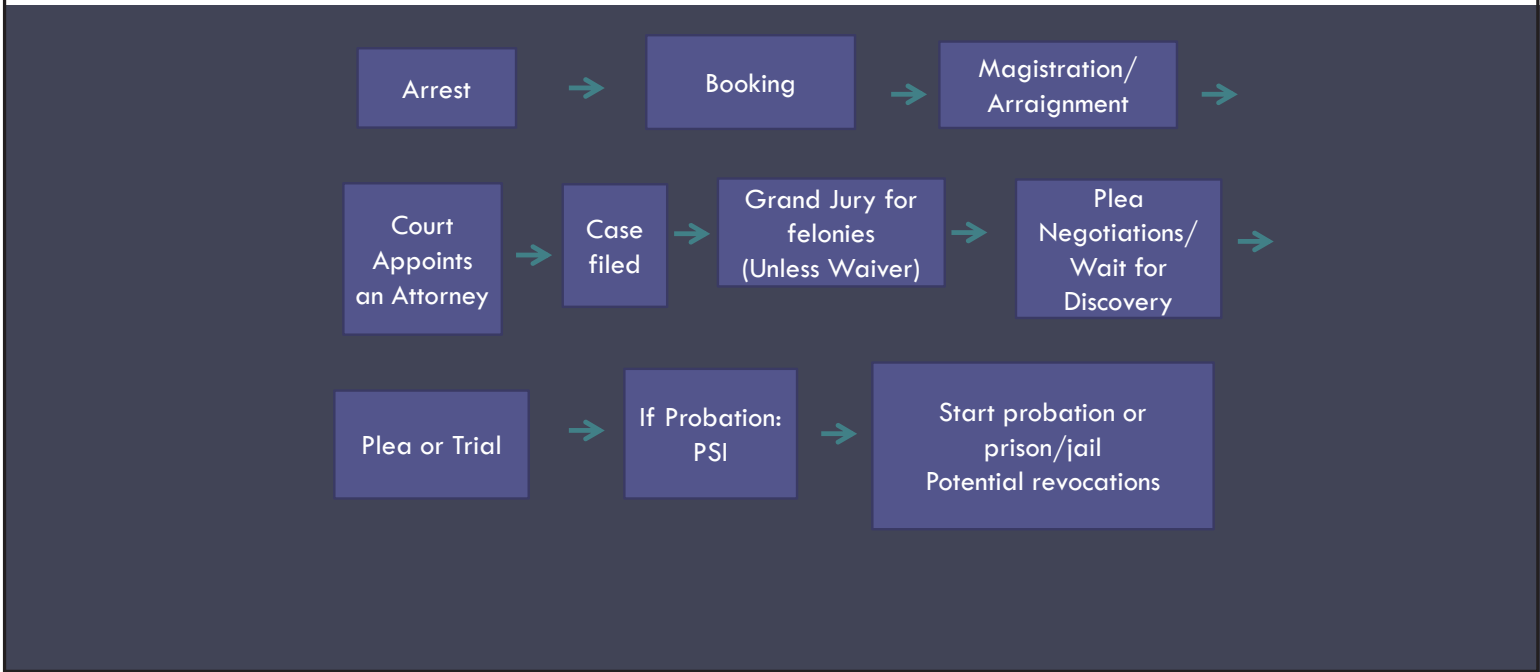 Arrest
Booking
Magistration/
Arraignment
Court
Appoints
an Attorney
Case
filed
Grand Jury for
felonies
(Unless Waiver)
Plea
Negotiations/
Wait for
Discovery
Plea or Trial
If Probation:
PSI
Start probation or
prison/jail
Potential revocations